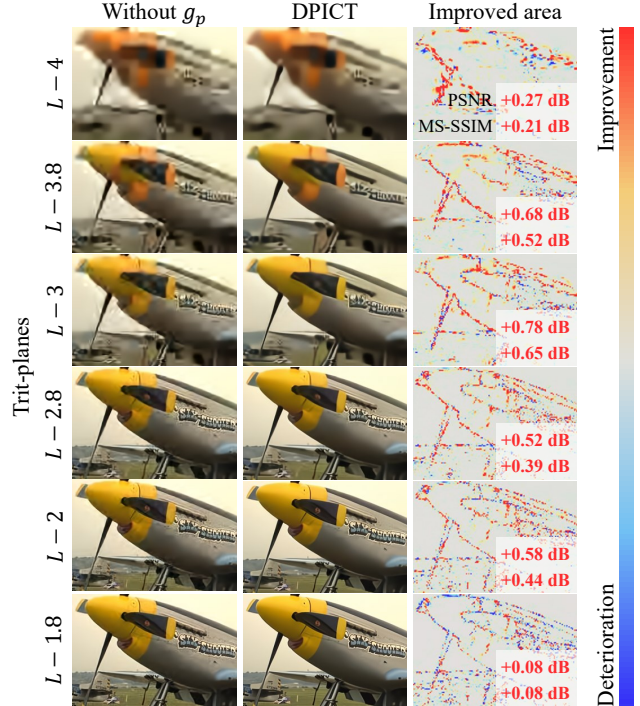 Without g_p DPICT Improved area
Trit-planes
L − 4
PSNR +0.27 dB
MS-SSIM +0.21 dB
L − 3.8
+0.68 dB
+0.52 dB
L − 3
+0.78 dB
+0.65 dB
L − 2.8
+0.52 dB
+0.39 dB
L − 2
+0.58 dB
+0.44 dB
L − 1.8
+0.08 dB
+0.08 dB
Improvement
Deterioration